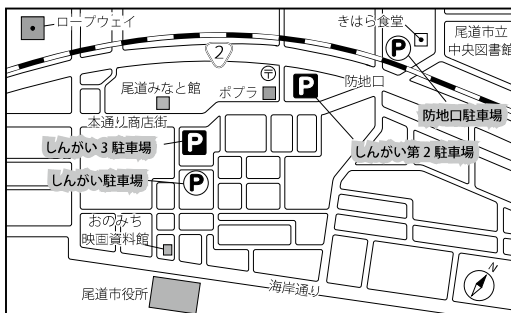 ロープウェイ
きはら食堂
尾道市立
中央図書館
2
P
〒
尾道みなと館
ポプラ
P
防地口
防地口駐車場
本通り商店街
しんがい3駐車場
P
しんがい第2駐車場
しんがい駐車場
P
おのみち
映画資料館
尾道市役所
海岸通り
N